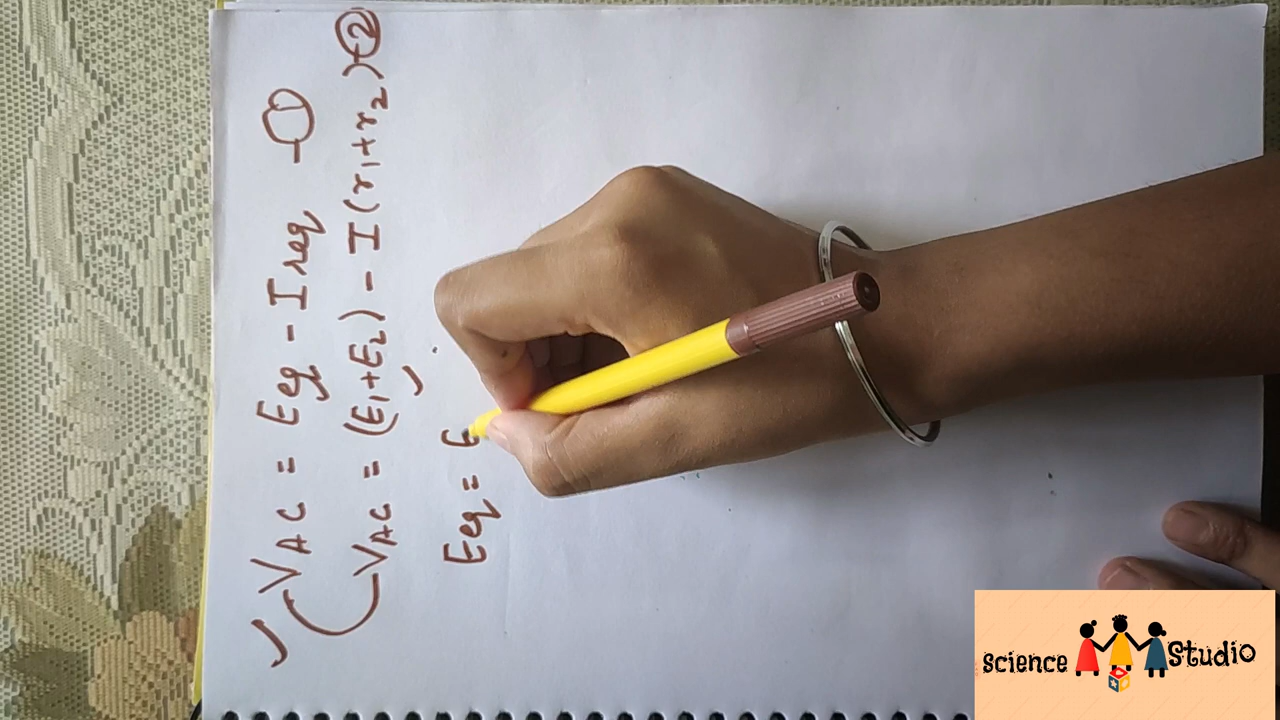 VAC = Eeq - Ireq —①
VAC = (E1+E2) - I(r1+r2)—②
Eeq = E
Science Studio